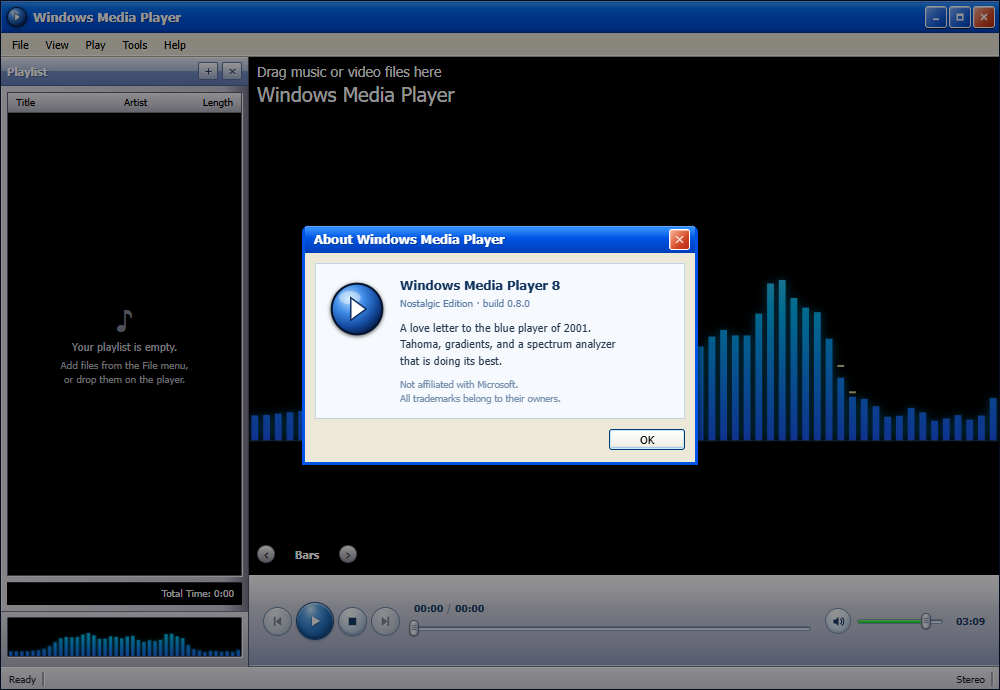 Windows Media Player
File View Play Tools Help
Playlist
Title Artist Length
Your playlist is empty.
Add files from the File menu,
or drop them on the player.
Total Time: 0:00
Drag music or video files here
Windows Media Player
About Windows Media Player
Windows Media Player 8
Nostalgic Edition · build 0.8.0
A love letter to the blue player of 2001.
Tahoma, gradients, and a spectrum analyzer
that is doing its best.
Not affiliated with Microsoft.
All trademarks belong to their owners.
OK
Bars
00:00 / 00:00
03:09
Ready
Stereo